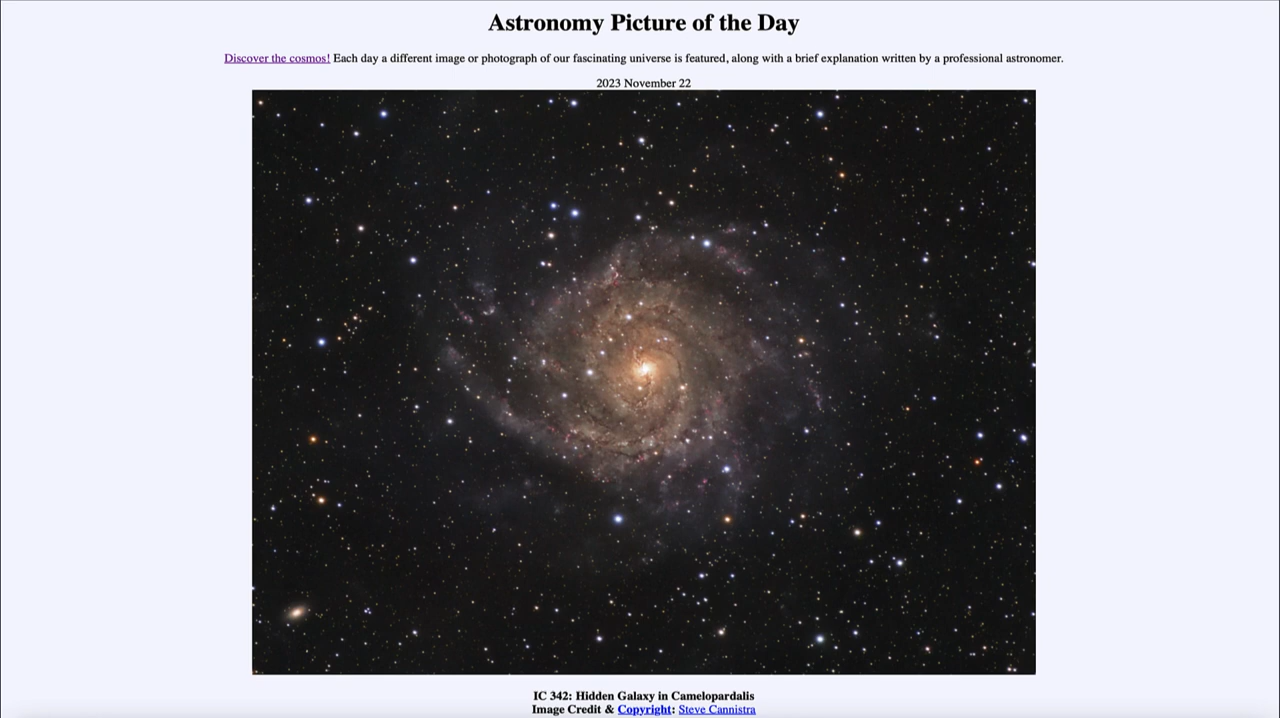 Astronomy Picture of the Day
Discover the cosmos! Each day a different image or photograph of our fascinating universe is featured, along with a brief explanation written by a professional astronomer.
2023 November 22
IC 342: Hidden Galaxy in Camelopardalis
Image Credit & Copyright: Steve Cannistra